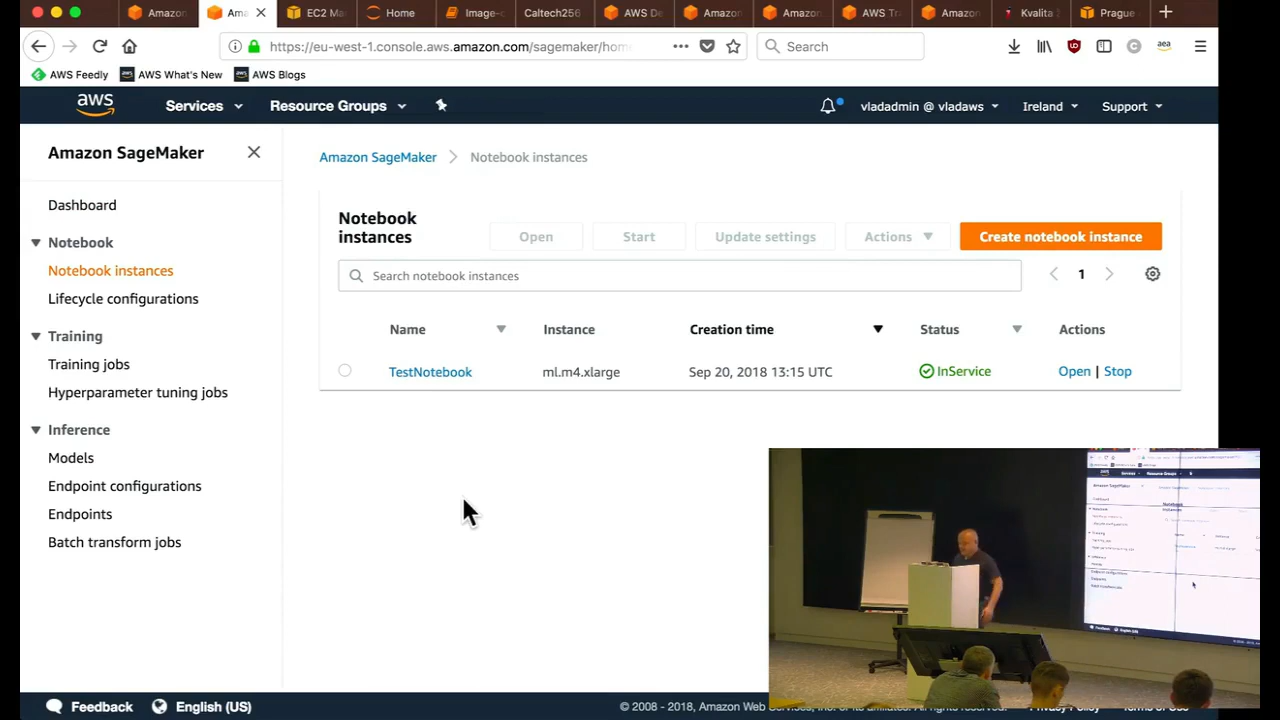 Amazon
Ama
EC2 Ma
Home
Image-c
Caltech256
AWS De
Amazon
Amazon
AWS Tr
Amazon
Kvalita
Prague
https://eu-west-1.console.aws.amazon.com/sagemaker/hom
Search
AWS Feedly
AWS What's New
AWS Blogs
aws
Services
Resource Groups
vladadmin @ vladaws
Ireland
Support
Amazon SageMaker
Dashboard
Notebook
Notebook instances
Lifecycle configurations
Training
Training jobs
Hyperparameter tuning jobs
Inference
Models
Endpoint configurations
Endpoints
Batch transform jobs
Amazon SageMaker > Notebook instances
Notebook
instances
Open
Start
Update settings
Actions
Create notebook instance
Search notebook instances
1
Name Instance Creation time Status Actions
TestNotebook ml.m4.xlarge Sep 20, 2018 13:15 UTC InService Open | Stop
Feedback
English (US)
© 2008 - 2018, Amazon Web